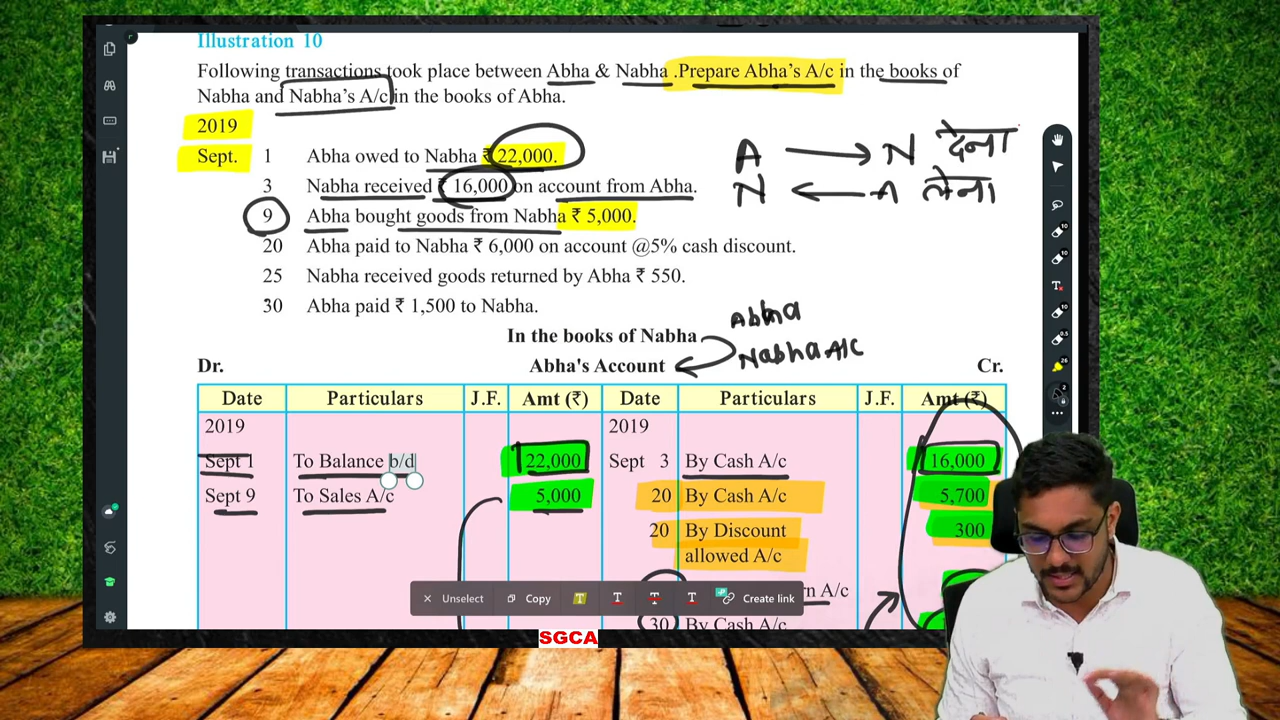 Illustration 10
Following transactions took place between Abha & Nabha .Prepare Abha's A/c in the books of
Nabha and Nabha's A/c in the books of Abha.
2019
Sept. 1 Abha owed to Nabha ₹ 22,000.
3 Nabha received ₹ 16,000 on account from Abha.
9 Abha bought goods from Nabha ₹ 5,000.
20 Abha paid to Nabha ₹ 6,000 on account @5% cash discount.
25 Nabha received goods returned by Abha ₹ 550.
30 Abha paid ₹ 1,500 to Nabha.
A → N देना
N ← A लेना
In the books of Nabha
Abha
Nabha A/C
Dr. Abha's Account Cr.
Date Particulars J.F. Amt (₹) Date Particulars J.F. Amt (₹)
2019 2019
Sept 1 To Balance b/d 22,000 Sept 3 By Cash A/c 16,000
Sept 9 To Sales A/c 5,000 20 By Cash A/c 5,700
20 By Discount 300
allowed A/c
A/c
30 By Cash A/c
Unselect Copy T T T T Create link
SGCA